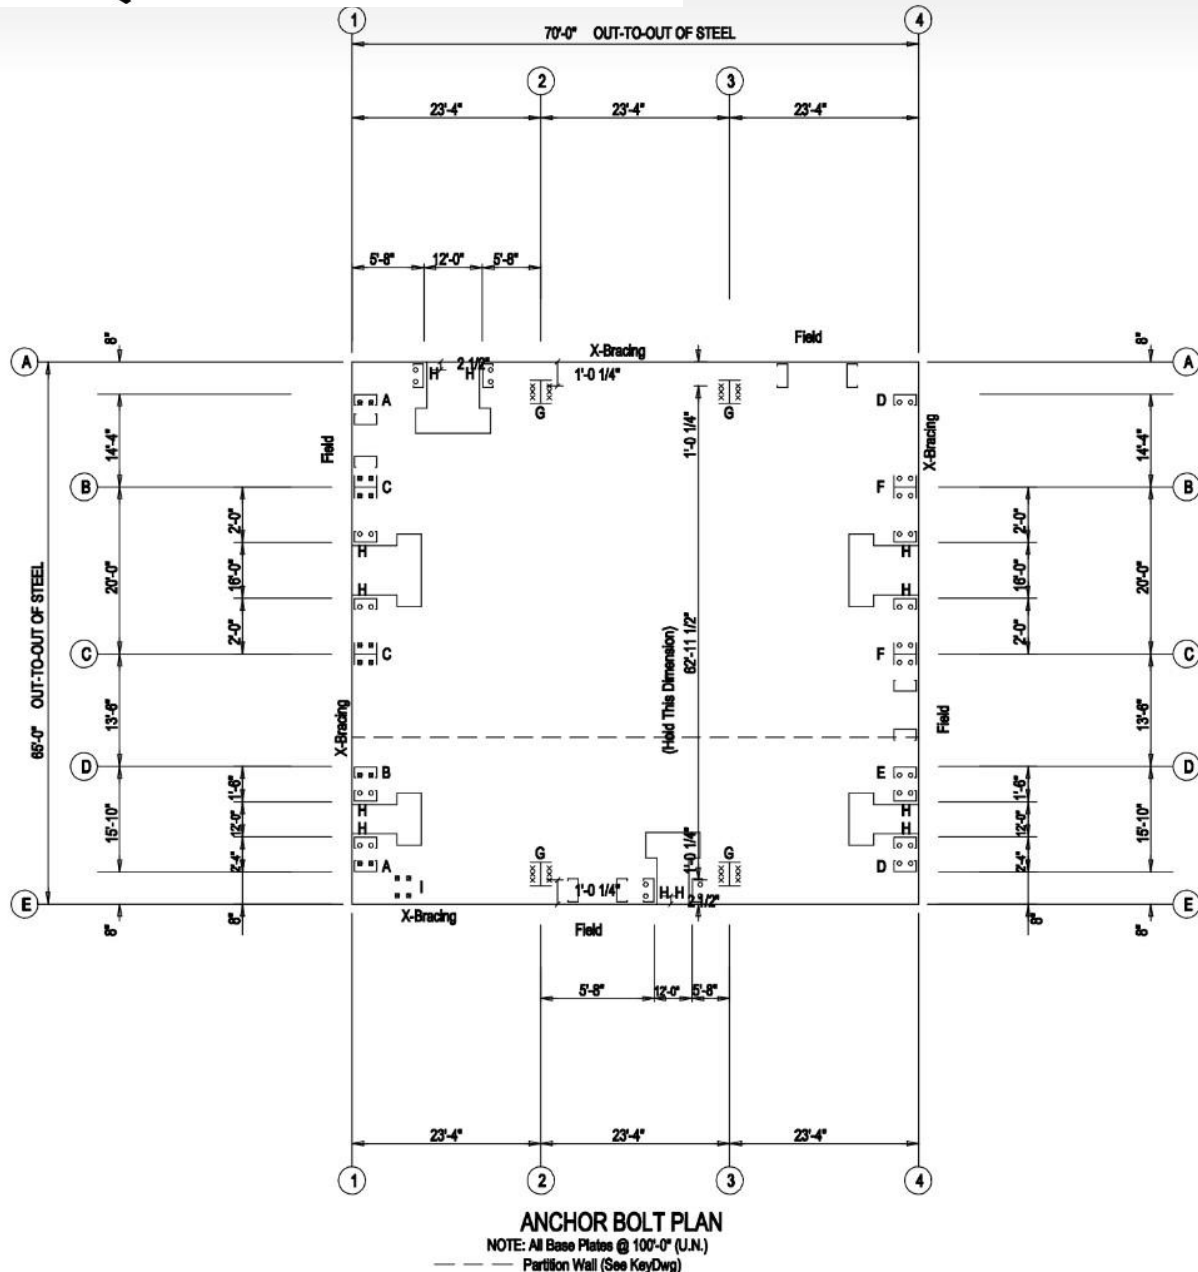 1
4
70'-0" OUT-TO-OUT OF STEEL
2
3
23'-4"
23'-4"
23'-4"
5'-8"
12'-0"
5'-8"
8"
Field
8"
X-Bracing
A
2 1/2"
A
H
H
1'-0 1/4"
A
G
G
D
14'-4"
Field
1'-0 1/4"
X-Bracing
14'-4"
B
C
F
B
2'-0"
2'-0"
H
H
20'-0"
16'-0"
16'-0"
20'-0"
H
H
65'-0" OUT-TO-OUT OF STEEL
2'-0"
(Hold This Dimension)
62'-11 1/2"
2'-0"
C
C
F
C
13'-6"
X-Bracing
Field
13'-6"
D
B
E
D
1'-6"
1'-6"
15'-10"
12'-0"
H
H
12'-0"
15'-10"
H
H
2'-4"
A
G
1'-0 1/4"
G
D
2'-4"
I
1'-0 1/4"
H
H
2 1/2"
E
E
8"
8"
X-Bracing
Field
8"
8"
5'-8"
12'-0"
5'-8"
23'-4"
23'-4"
23'-4"
1
2
3
4
ANCHOR BOLT PLAN
NOTE: All Base Plates @ 100'-0" (U.N.)
Partition Wall (See KeyDwg)